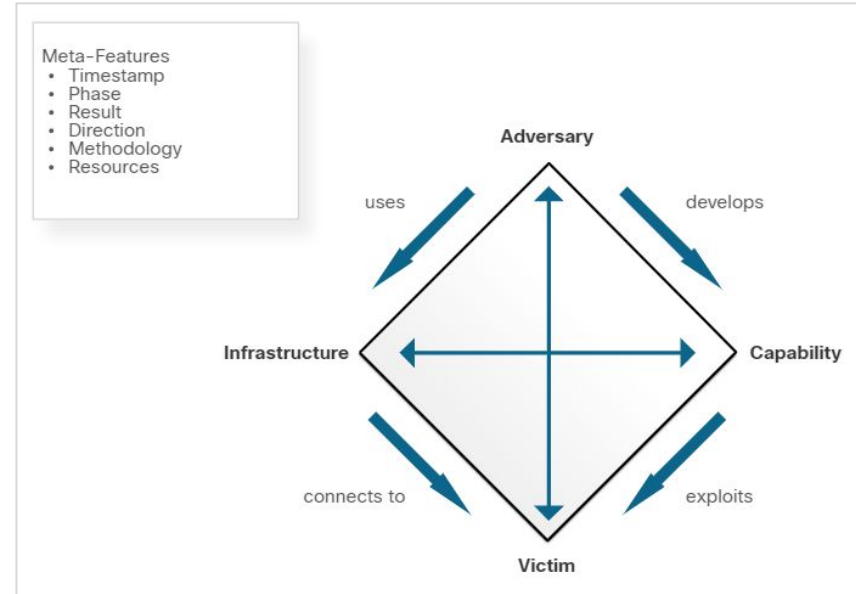 Meta-Features
• Timestamp
• Phase
• Result
• Direction
• Methodology
• Resources
Adversary
uses
develops
Infrastructure
Capability
connects to
exploits
Victim